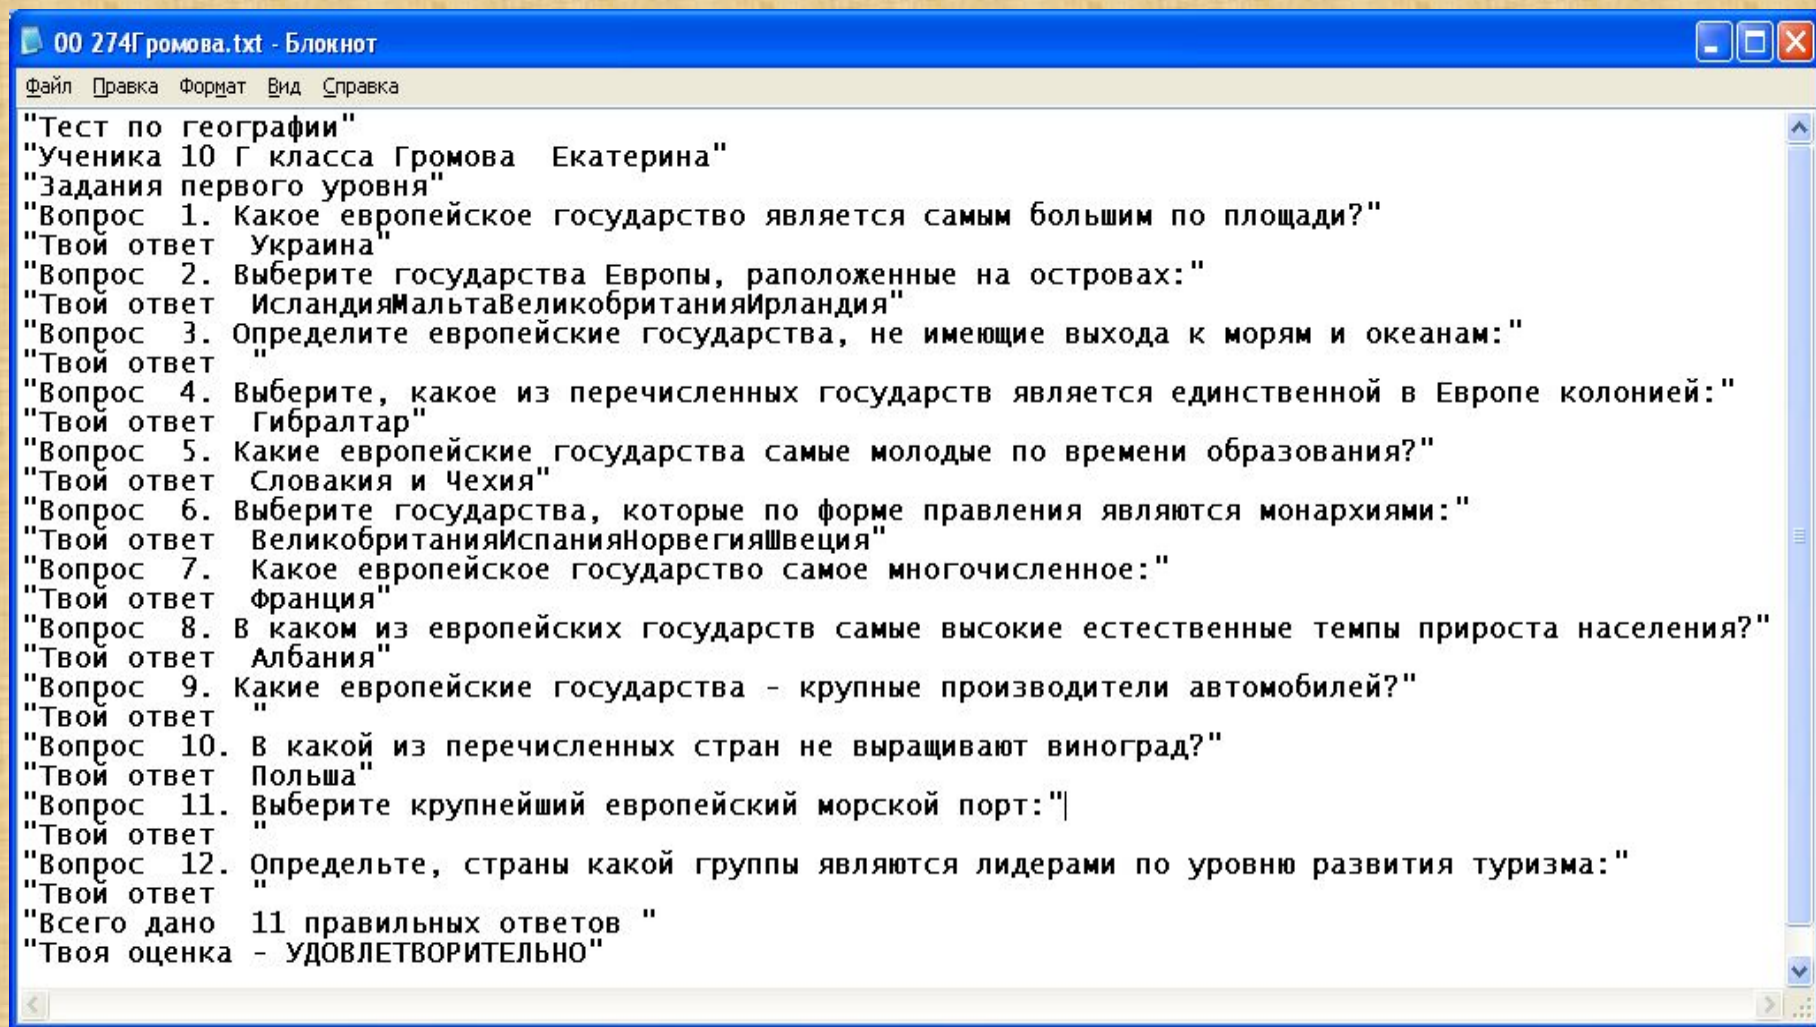 00 274Громова.txt - Блокнот
Файл Правка Формат Вид Справка
"Тест по географии"
"Ученика 10 Г класса Громова  Екатерина"
"Задания первого уровня"
"Вопрос  1. Какое европейское государство является самым большим по площади?"
"Твой ответ  Украина"
"Вопрос  2. Выберите государства Европы, раположенные на островах:"
"Твой ответ  ИсландияМальтаВеликобританияИрландия"
"Вопрос  3. Определите европейские государства, не имеющие выхода к морям и океанам:"
"Твой ответ  "
"Вопрос  4. Выберите, какое из перечисленных государств является единственной в Европе колонией:"
"Твой ответ  Гибралтар"
"Вопрос  5. Какие европейские государства самые молодые по времени образования?"
"Твой ответ  Словакия и Чехия"
"Вопрос  6. Выберите государства, которые по форме правления являются монархиями:"
"Твой ответ  ВеликобританияИспанияНорвегияШвеция"
"Вопрос  7.  Какое европейское государство самое многочисленное:"
"Твой ответ  Франция"
"Вопрос  8. В каком из европейских государств самые высокие естественные темпы прироста населения?"
"Твой ответ  Албания"
"Вопрос  9. Какие европейские государства - крупные производители автомобилей?"
"Твой ответ  "
"Вопрос  10. В какой из перечисленных стран не выращивают виноград?"
"Твой ответ  Польша"
"Вопрос  11. Выберите крупнейший европейский морской порт:"
"Твой ответ  "
"Вопрос  12. Определьте, страны какой группы являются лидерами по уровню развития туризма:"
"Твой ответ  "
"Всего дано  11 правильных ответов "
"Твоя оценка - УДОВЛЕТВОРИТЕЛЬНО"